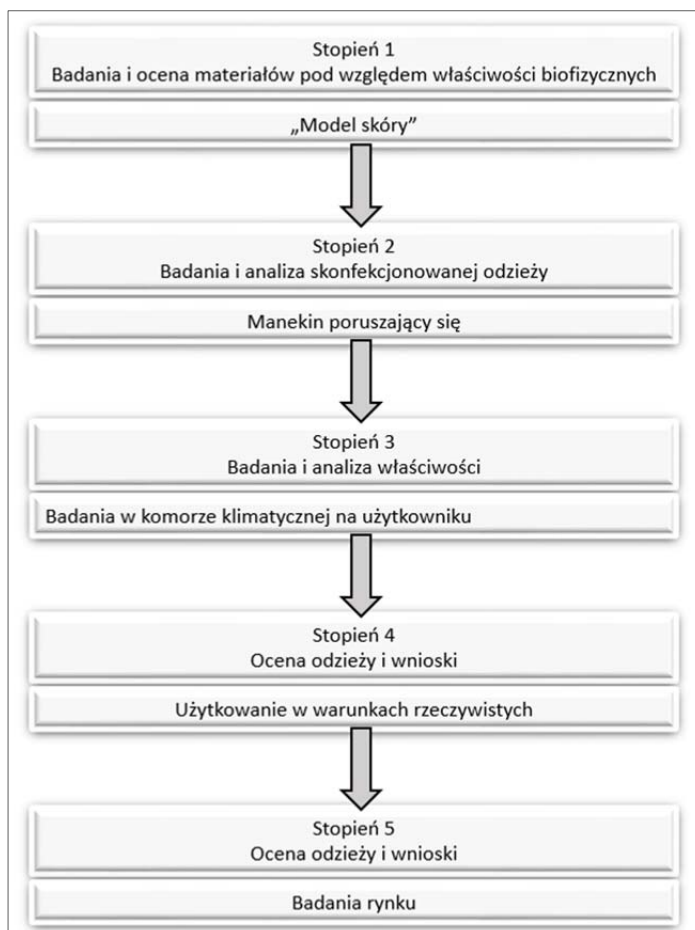 Stopień 1
Badania i ocena materiałów pod względem właściwości biofizycznych
„Model skóry”
Stopień 2
Badania i analiza skonfekcjonowanej odzieży
Manekin poruszający się
Stopień 3
Badania i analiza właściwości
Badania w komorze klimatycznej na użytkowniku
Stopień 4
Ocena odzieży i wnioski
Użytkowanie w warunkach rzeczywistych
Stopień 5
Ocena odzieży i wnioski
Badania rynku